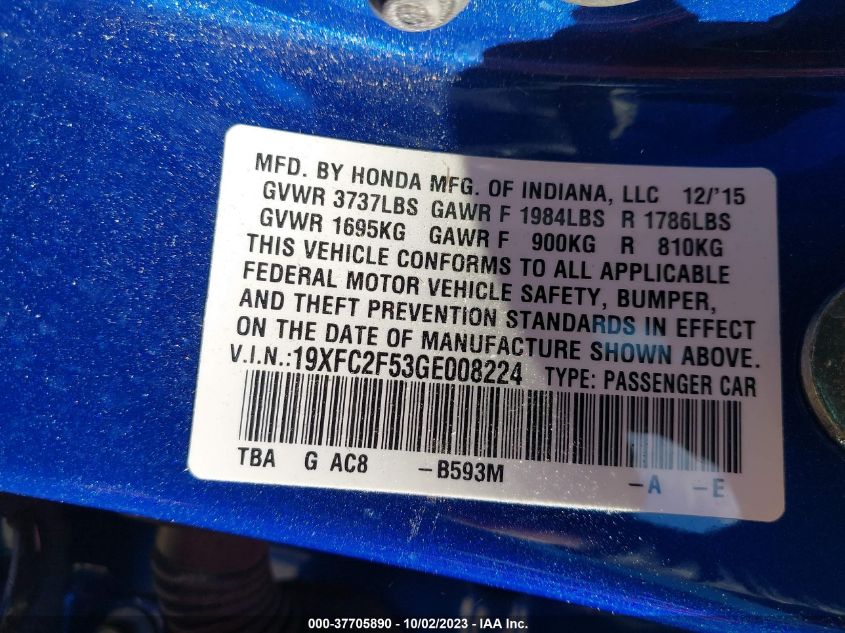 MFD. BY HONDA MFG. OF INDIANA, LLC 12/'15
GVWR 3737LBS GAWR F 1984LBS R 1786LBS
GVWR 1695KG GAWR F 900KG R 810KG
THIS VEHICLE CONFORMS TO ALL APPLICABLE
FEDERAL MOTOR VEHICLE SAFETY, BUMPER,
AND THEFT PREVENTION STANDARDS IN EFFECT
ON THE DATE OF MANUFACTURE SHOWN ABOVE.
V.I.N.:19XFC2F53GE008224 TYPE: PASSENGER CAR
TBA G AC8 -B593M -A -E
000-37705890 - 10/02/2023 - IAA Inc.